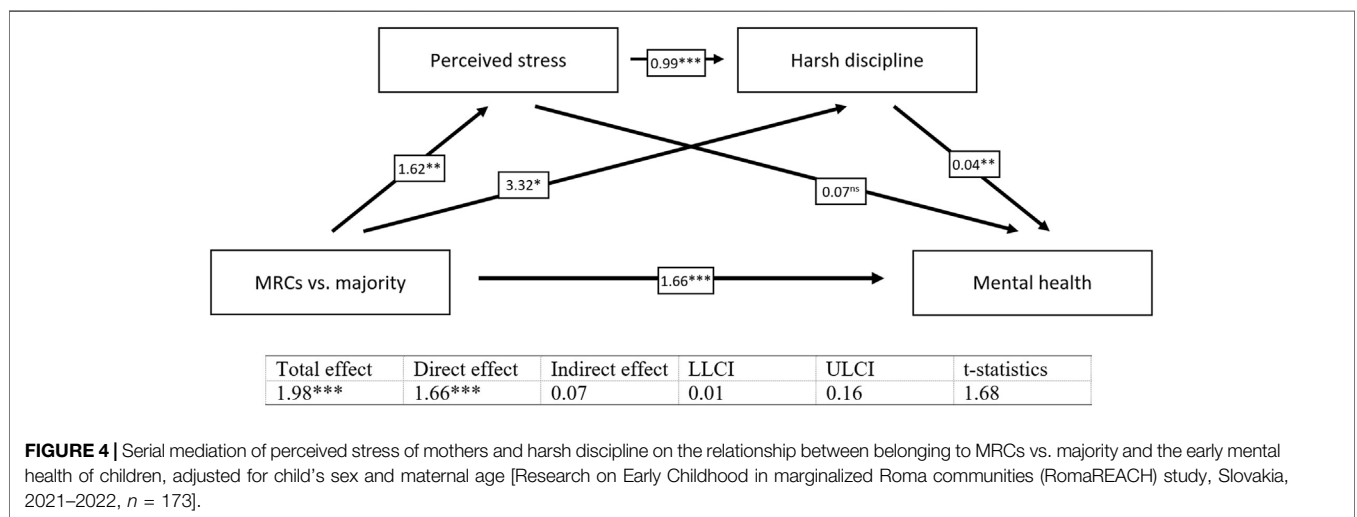 Perceived stress
0.99***
Harsh discipline
1.62**
3.32*
0.07ns
0.04**
MRCs vs. majority
1.66***
Mental health
Total effect Direct effect Indirect effect LLCI ULCI t-statistics
1.98*** 1.66*** 0.07 0.01 0.16 1.68
FIGURE 4 | Serial mediation of perceived stress of mothers and harsh discipline on the relationship between belonging to MRCs vs. majority and the early mental
health of children, adjusted for child's sex and maternal age [Research on Early Childhood in marginalized Roma communities (RomaREACH) study, Slovakia,
2021–2022, n = 173].